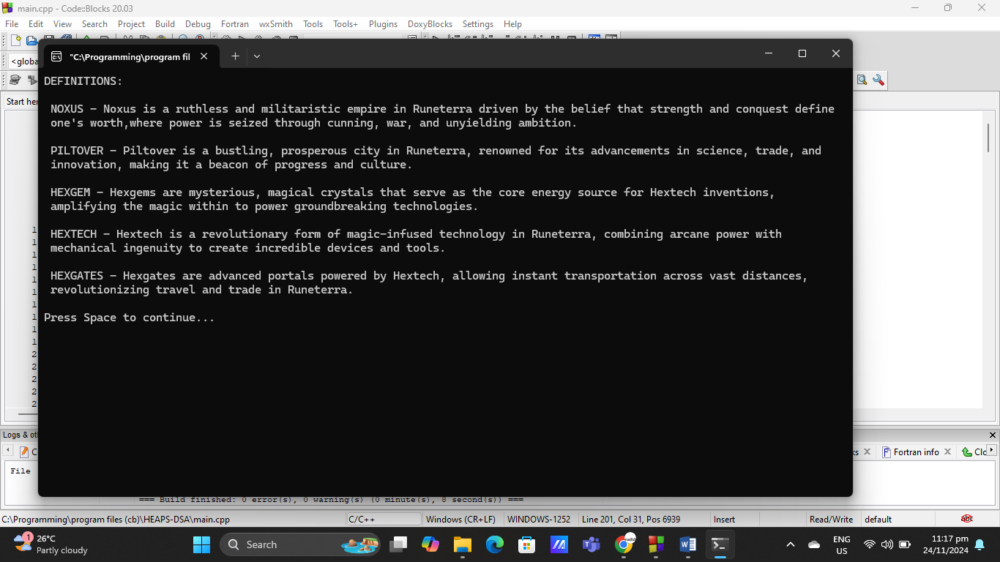 main.cpp - Code::Blocks 20.03
File Edit View Search Project Build Debug Fortran wxSmith Tools Tools+ Plugins DoxyBlocks Settings Help
<globa
"C:\Programming\program fil
Start her
DEFINITIONS:
NOXUS – Noxus is a ruthless and militaristic empire in Runeterra driven by the belief that strength and conquest define
one's worth,where power is seized through cunning, war, and unyielding ambition.
PILTOVER – Piltover is a bustling, prosperous city in Runeterra, renowned for its advancements in science, trade, and
innovation, making it a beacon of progress and culture.
HEXGEM – Hexgems are mysterious, magical crystals that serve as the core energy source for Hextech inventions,
amplifying the magic within to power groundbreaking technologies.
HEXTECH – Hextech is a revolutionary form of magic-infused technology in Runeterra, combining arcane power with
mechanical ingenuity to create incredible devices and tools.
HEXGATES – Hexgates are advanced portals powered by Hextech, allowing instant transportation across vast distances,
revolutionizing travel and trade in Runeterra.
Press Space to continue...
Logs & ot
C
ks Fortran info Clc
File
=== Build finished: 0 error(s), 0 warning(s) (0 minute(s), 8 second(s)) ===
C:\Programming\program files (cb)\HEAPS-DSA\main.cpp C/C++ Windows (CR+LF) WINDOWS-1252 Line 201, Col 31, Pos 6939 Insert Read/Write default abc
1 26°C
Partly cloudy
Search
ENG
US
11:17 pm
24/11/2024